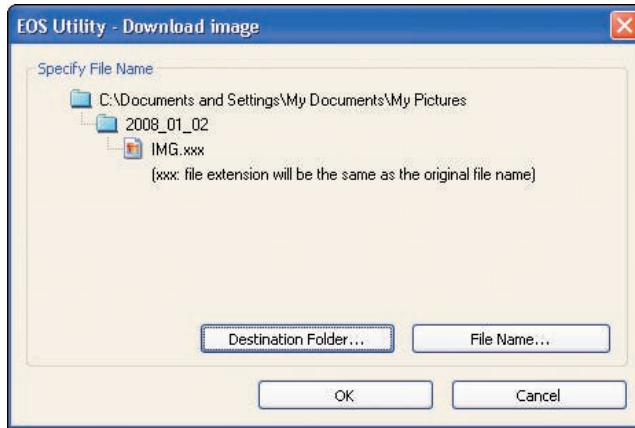 EOS Utility - Download image
Specify File Name
C:\Documents and Settings\My Documents\My Pictures
2008_01_02
IMG.xxx
(xxx: file extension will be the same as the original file name)
Destination Folder... File Name...
OK Cancel